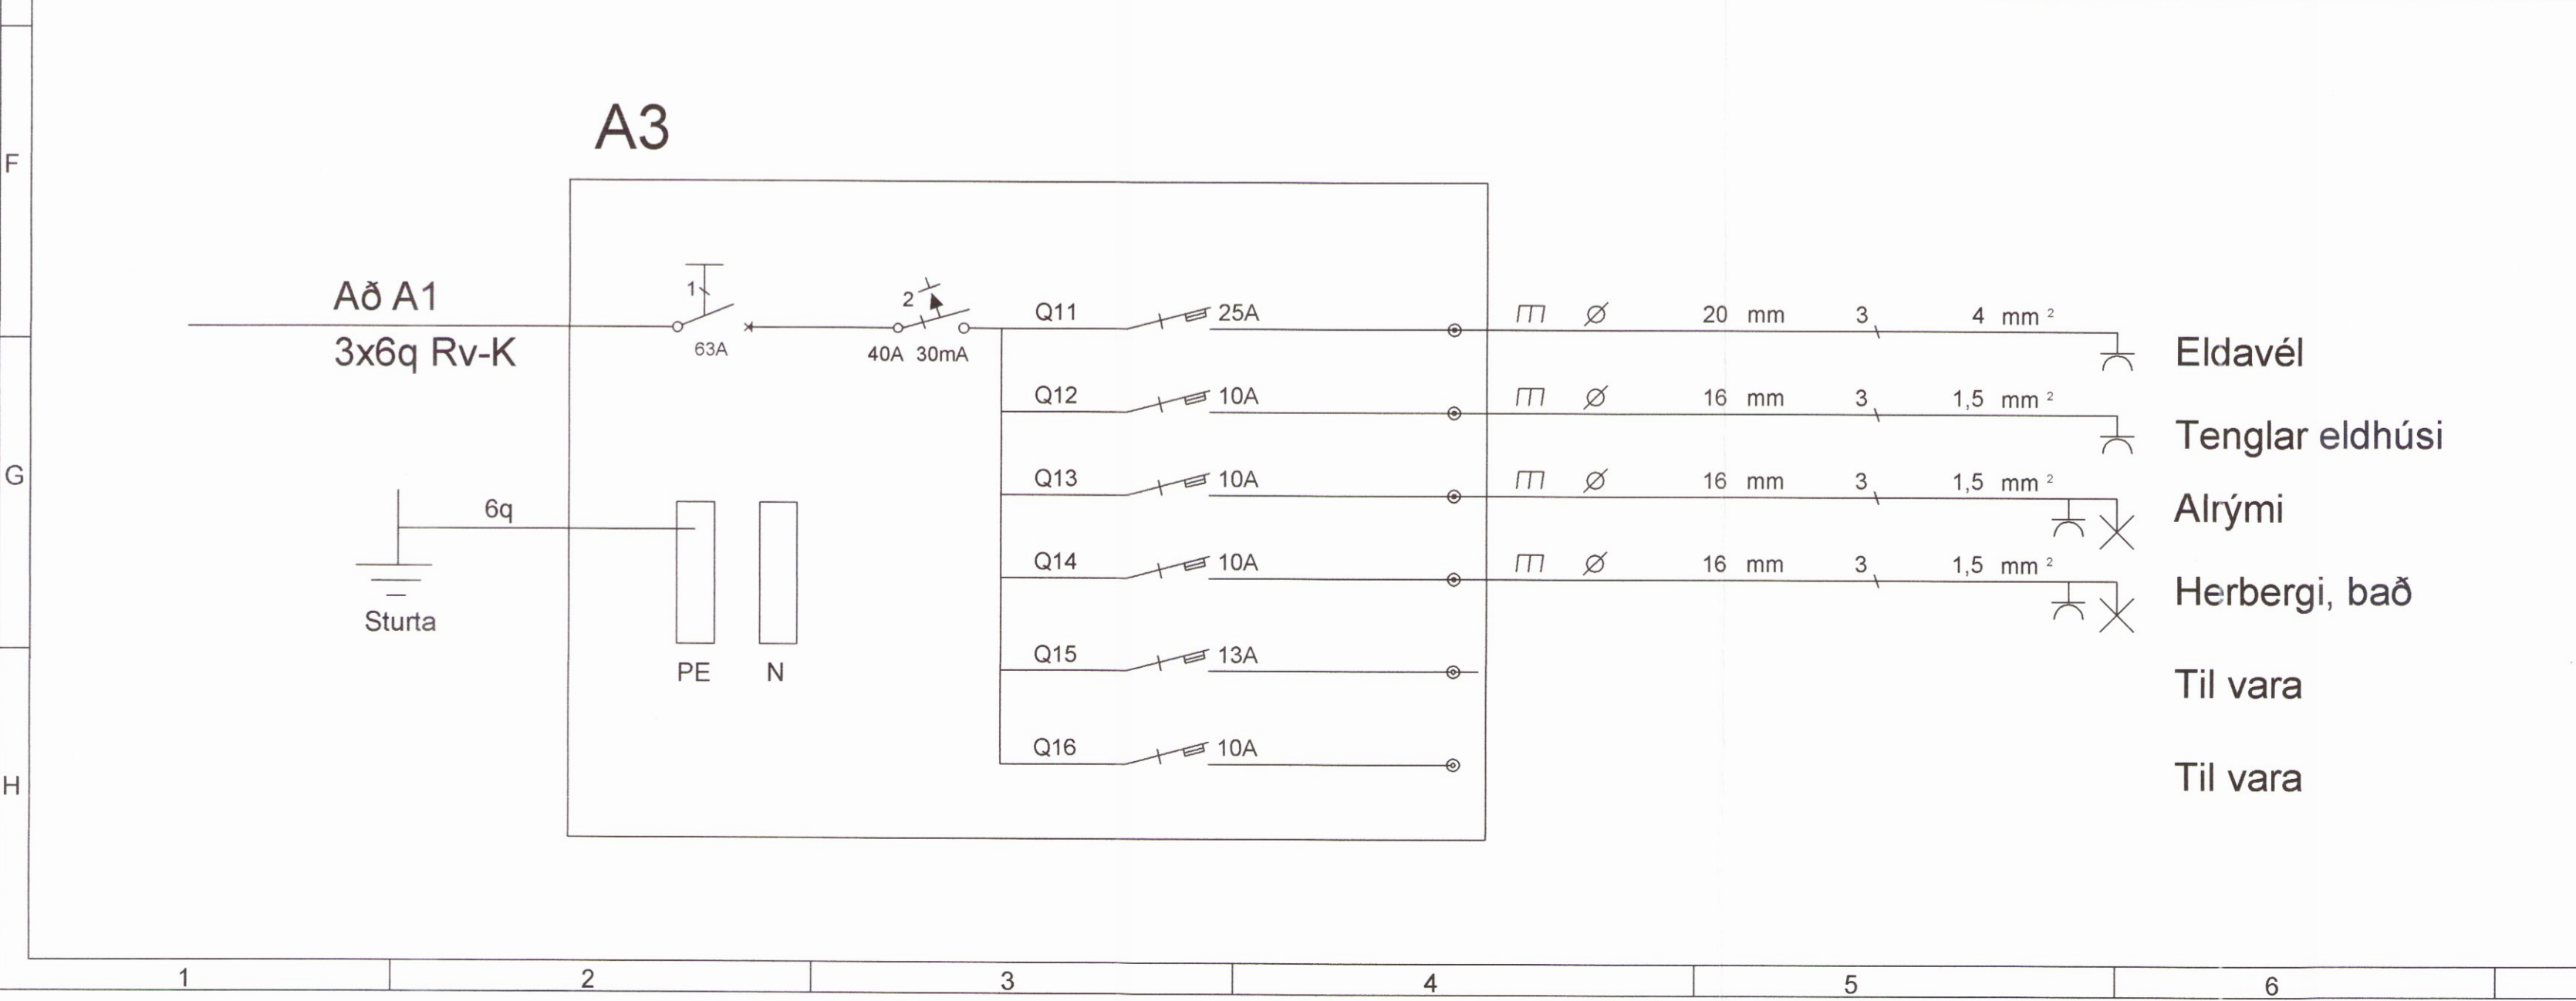 F
G
H
A3
Að A1
3x6q Rv-K
1
63A
2
40A 30mA
Q11 25A 20 mm 3 4 mm ² Eldavél
Q12 10A 16 mm 3 1,5 mm ² Tenglar eldhúsi
Q13 10A 16 mm 3 1,5 mm ² Alrými
Q14 10A 16 mm 3 1,5 mm ² Herbergi, bað
Q15 13A Til vara
Q16 10A Til vara
6q
Sturta
PE N
1 2 3 4 5 6